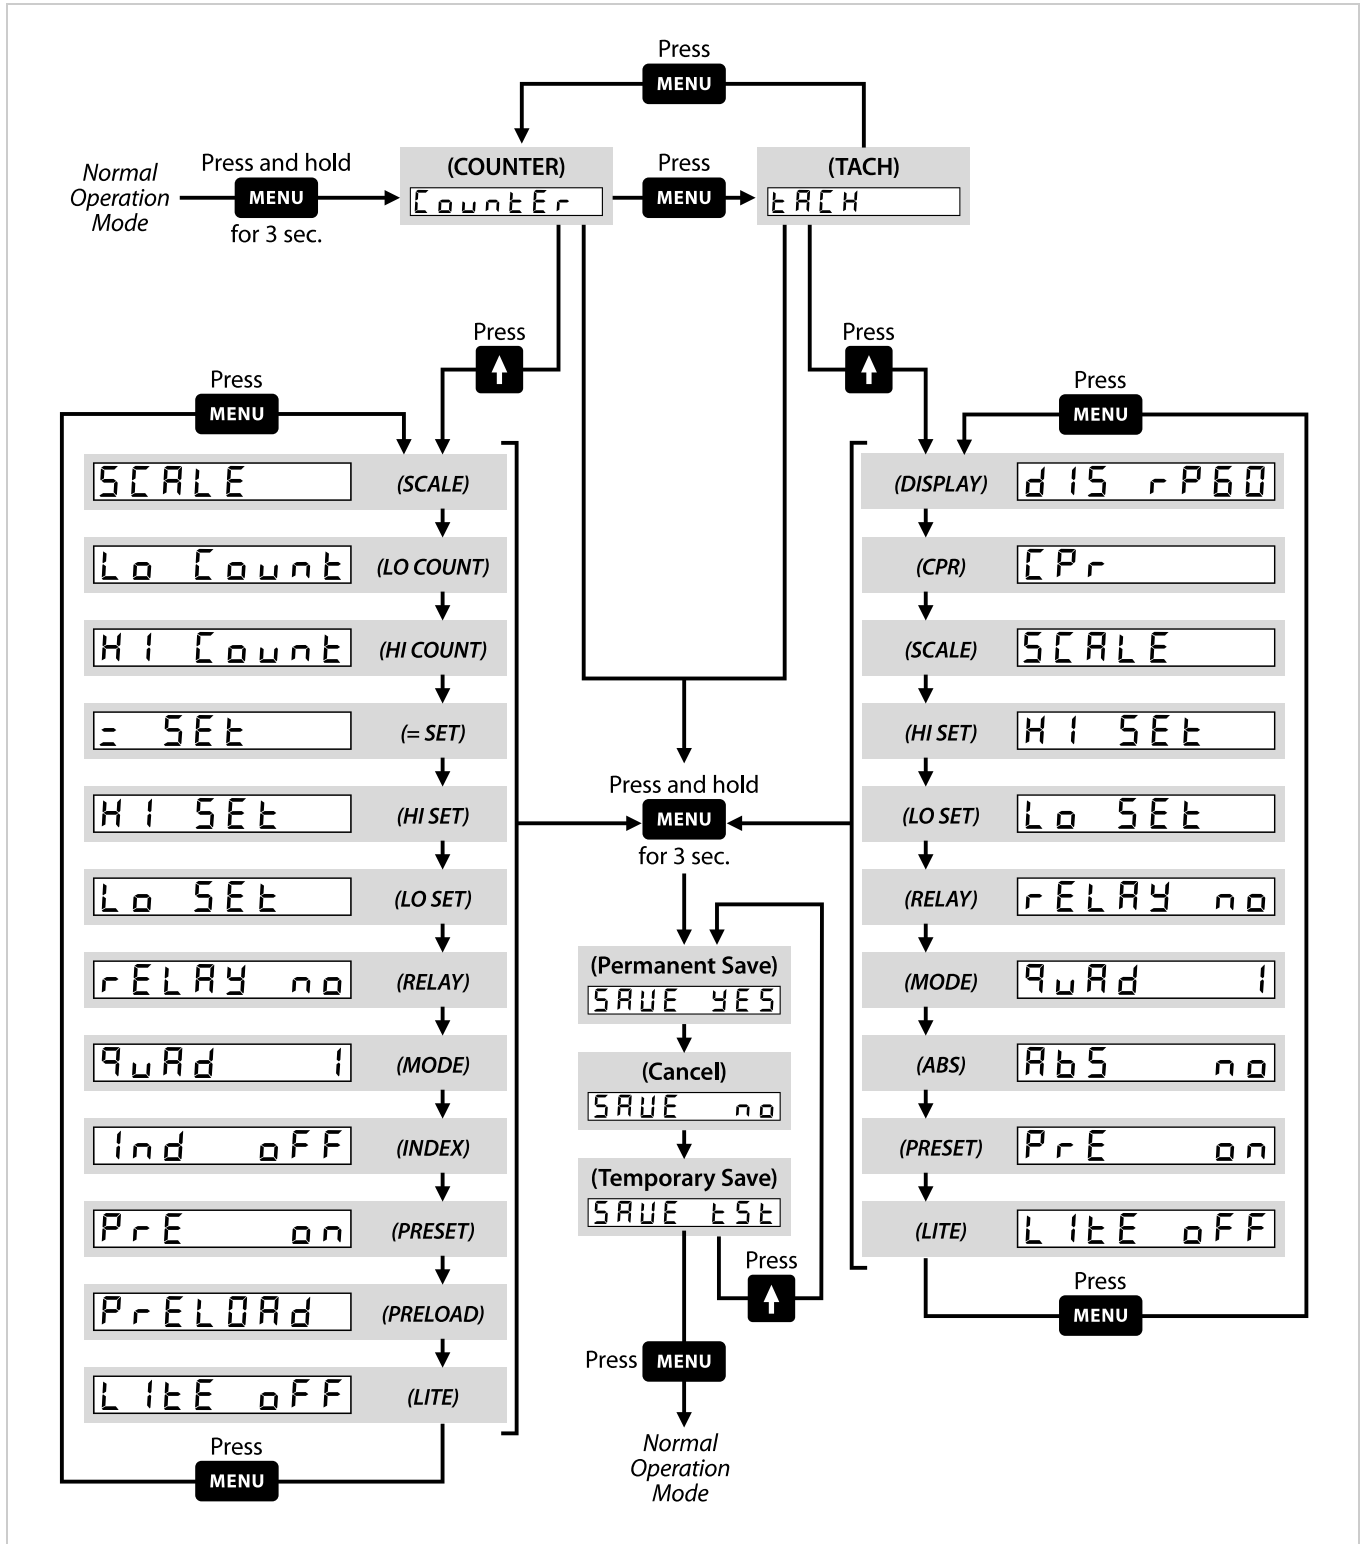 Press
MENU
Normal
Operation
Mode
Press and hold
MENU
for 3 sec.
(COUNTER)
CountEr
Press
MENU
(TACH)
tACH
Press
Press
Press
MENU
SCALE (SCALE)
Lo Count (LO COUNT)
HI Count (HI COUNT)
= SEt (= SET)
HI SEt (HI SET)
Lo SEt (LO SET)
rELAY no (RELAY)
quAd 1 (MODE)
Ind oFF (INDEX)
PrE on (PRESET)
PrELOAd (PRELOAD)
LItE oFF (LITE)
Press
MENU
Press and hold
MENU
for 3 sec.
(Permanent Save)
SAVE YES
(Cancel)
SAVE no
(Temporary Save)
SAVE tSt
Press
Press MENU
Normal
Operation
Mode
Press
MENU
(DISPLAY) dIS rP60
(CPR) CPr
(SCALE) SCALE
(HI SET) HI SEt
(LO SET) Lo SEt
(RELAY) rELAY no
(MODE) quAd 1
(ABS) AbS no
(PRESET) PrE on
(LITE) LItE oFF
Press
MENU